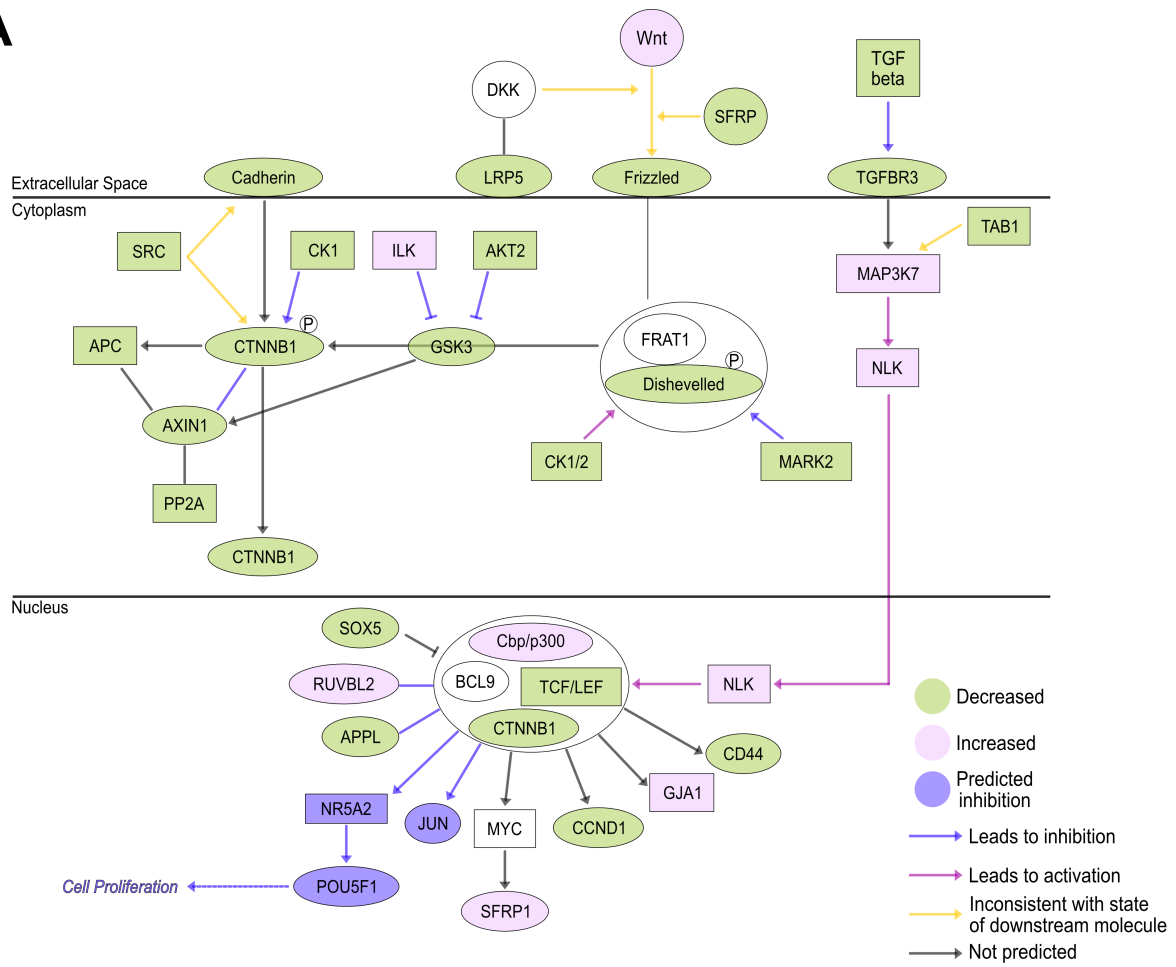 A
Wnt
TGF
beta
DKK
SFRP
Cadherin
LRP5
Frizzled
TGFBR3
Extracellular Space
Cytoplasm
SRC
CK1
ILK
AKT2
TAB1
MAP3K7
P
APC
CTNNB1
GSK3
FRAT1
P
NLK
Dishevelled
AXIN1
CK1/2
MARK2
PP2A
CTNNB1
Nucleus
SOX5
Cbp/p300
RUVBL2
BCL9
TCF/LEF
NLK
APPL
CTNNB1
CD44
GJA1
NR5A2
JUN
MYC
CCND1
Cell Proliferation
POU5F1
SFRP1
Decreased
Increased
Predicted
inhibition
Leads to inhibition
Leads to activation
Inconsistent with state
of downstream molecule
Not predicted